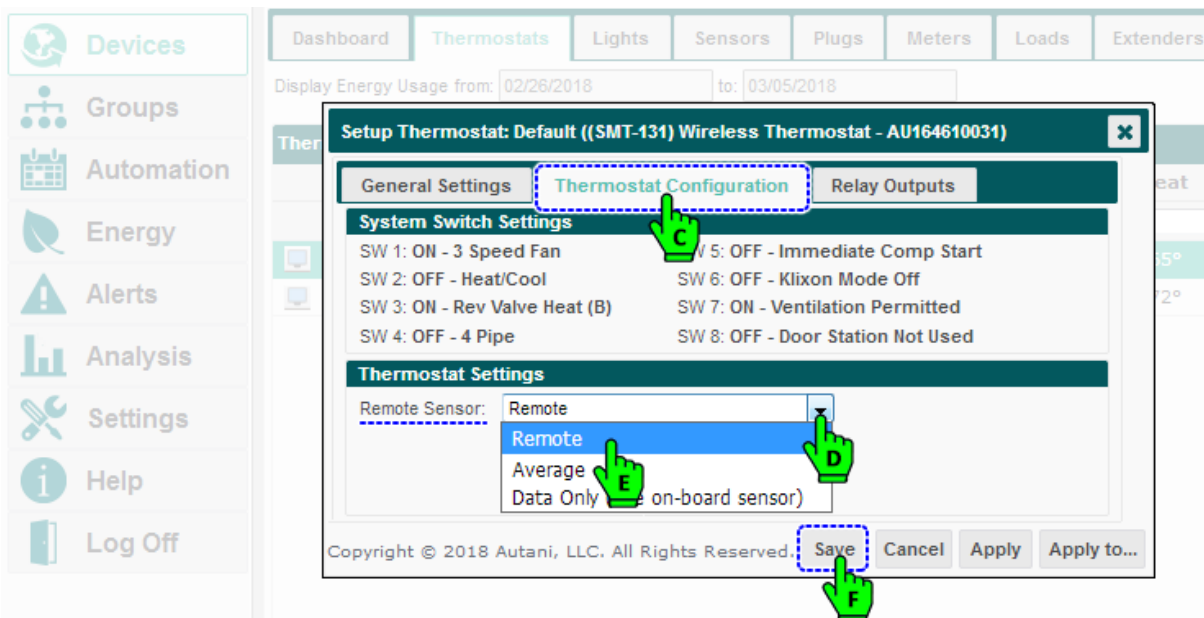 Devices
Groups
Automation
Energy
Alerts
Analysis
Settings
Help
Log Off
Dashboard Thermostats Lights Sensors Plugs Meters Loads Extenders
Display Energy Usage from: 02/26/2018 to: 03/05/2018
Ther
eat
72°
Setup Thermostat: Default ((SMT-131) Wireless Thermostat - AU164610031)
General Settings Thermostat Configuration Relay Outputs
C
System Switch Settings
SW 1: ON - 3 Speed Fan SW 5: OFF - Immediate Comp Start
SW 2: OFF - Heat/Cool SW 6: OFF - Klixon Mode Off
SW 3: ON - Rev Valve Heat (B) SW 7: ON - Ventilation Permitted
SW 4: OFF - 4 Pipe SW 8: OFF - Door Station Not Used
Thermostat Settings
Remote Sensor: Remote
D
Remote
E
Average
Data Only on-board sensor)
Copyright © 2018 Autani, LLC. All Rights Reserved. Save Cancel Apply Apply to...
F